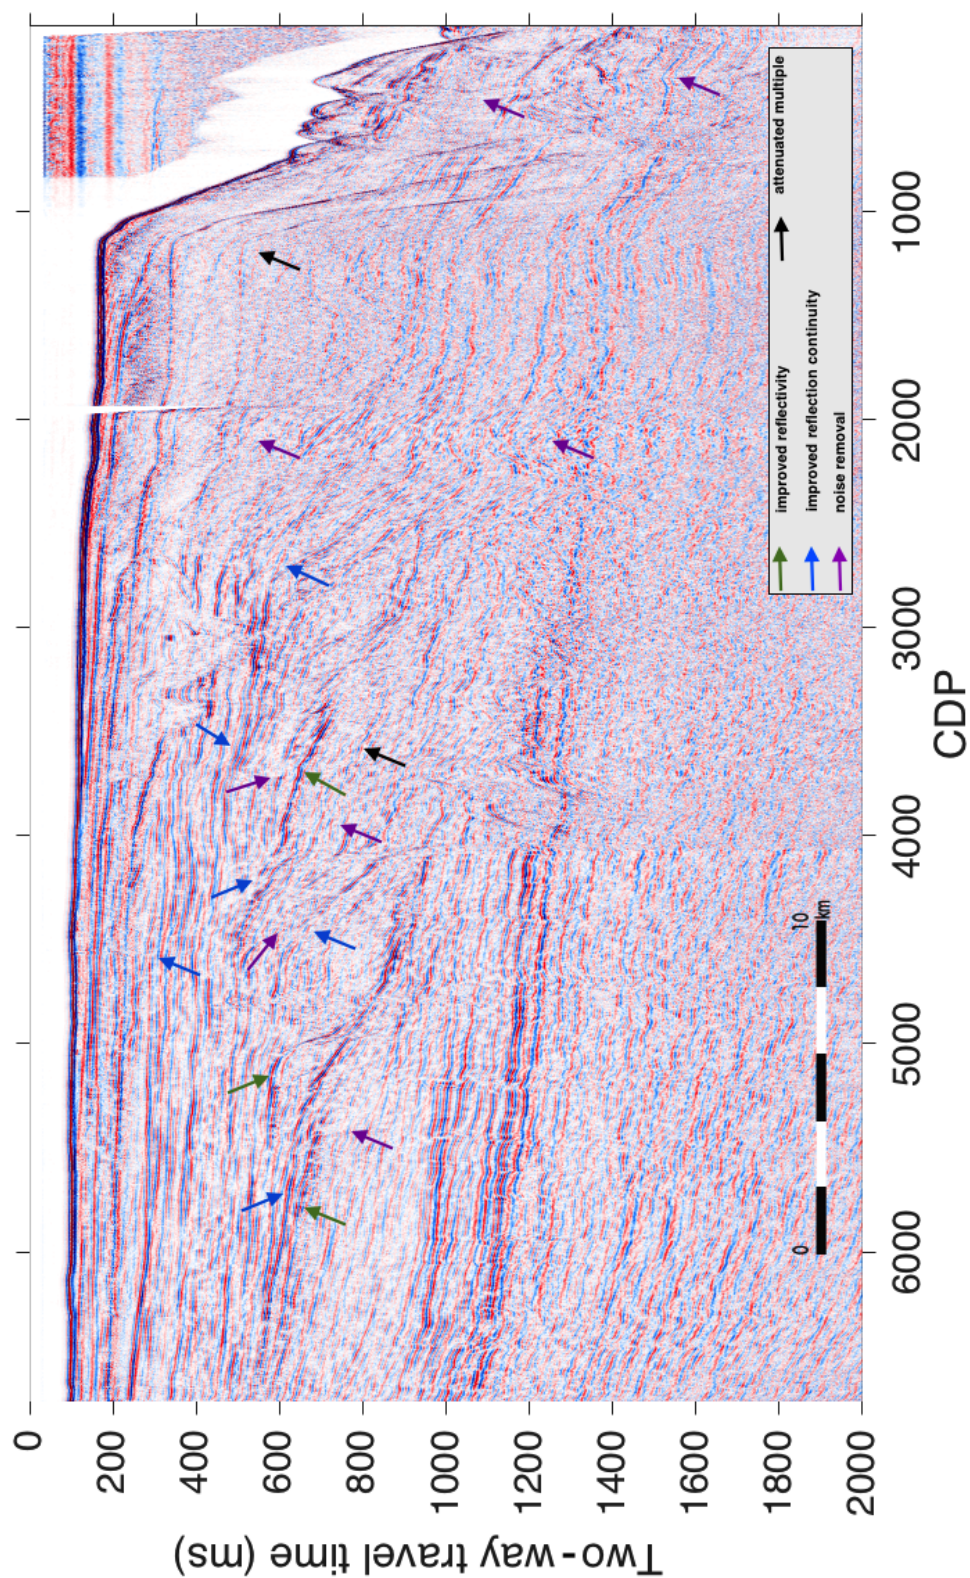 Two-way travel time (ms)
0
200
400
600
800
1000
1200
1400
1600
1800
2000
6000
5000
4000
3000
2000
1000
CDP
0
10
km
improved reflectivity
attenuated multiple
improved reflection continuity
noise removal